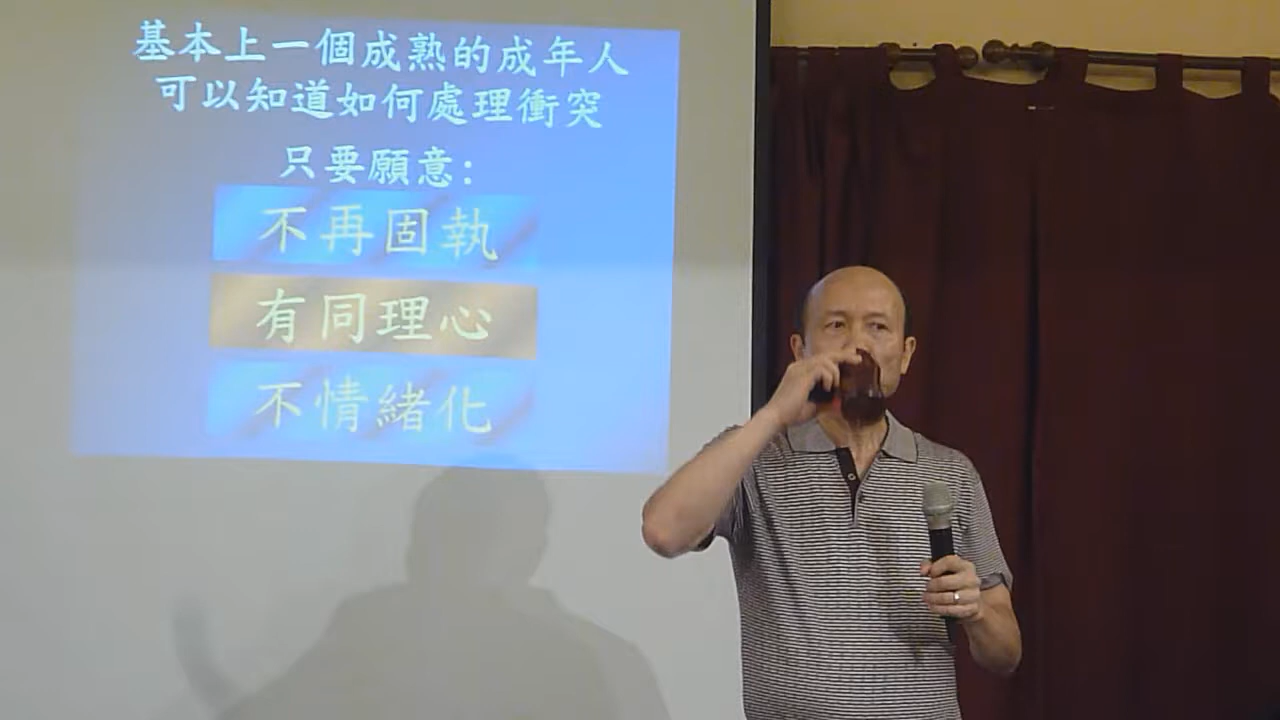 基本上一個成熟的成年人
可以知道如何處理衝突
只要願意:
不再固執
有同理心
不情緒化